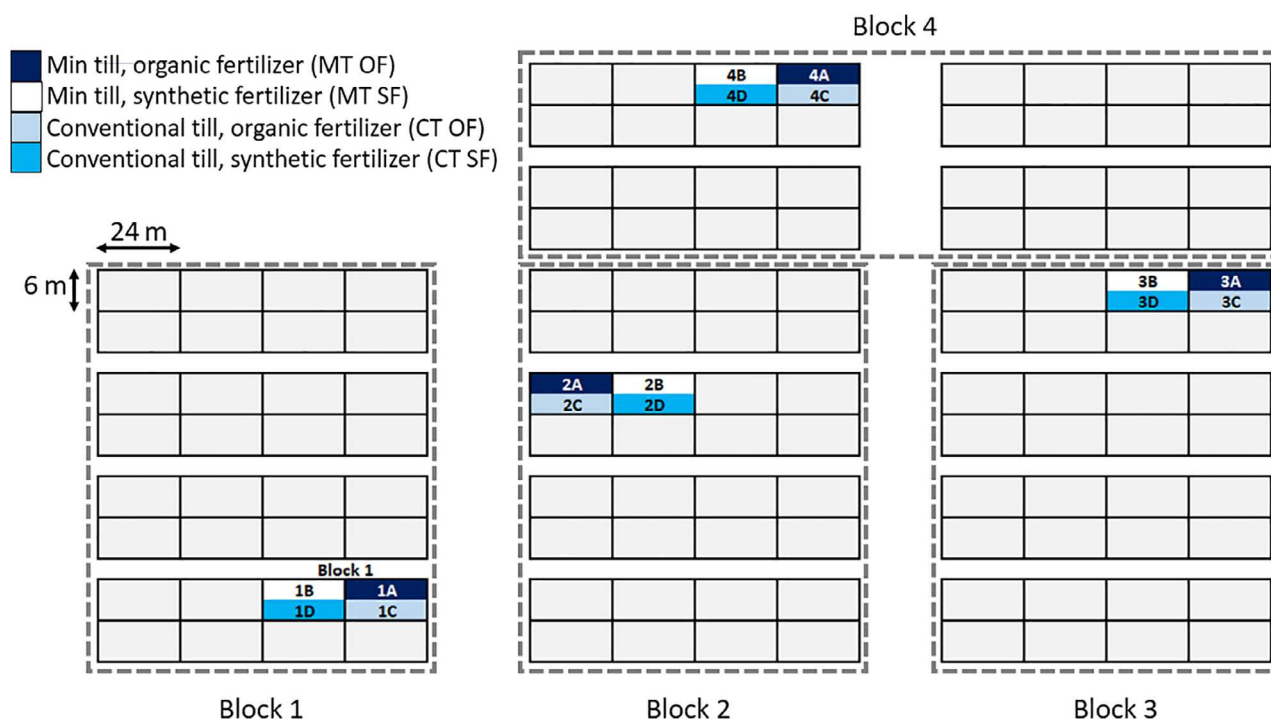 Block 4
Min till, organic fertilizer (MT OF)
Min till, synthetic fertilizer (MT SF)
Conventional till, organic fertilizer (CT OF)
Conventional till, synthetic fertilizer (CT SF)
4B 4A
4D 4C
24 m
6 m
3B 3A
3D 3C
2A 2B
2C 2D
Block 1
1B 1A
1D 1C
Block 1 Block 2 Block 3